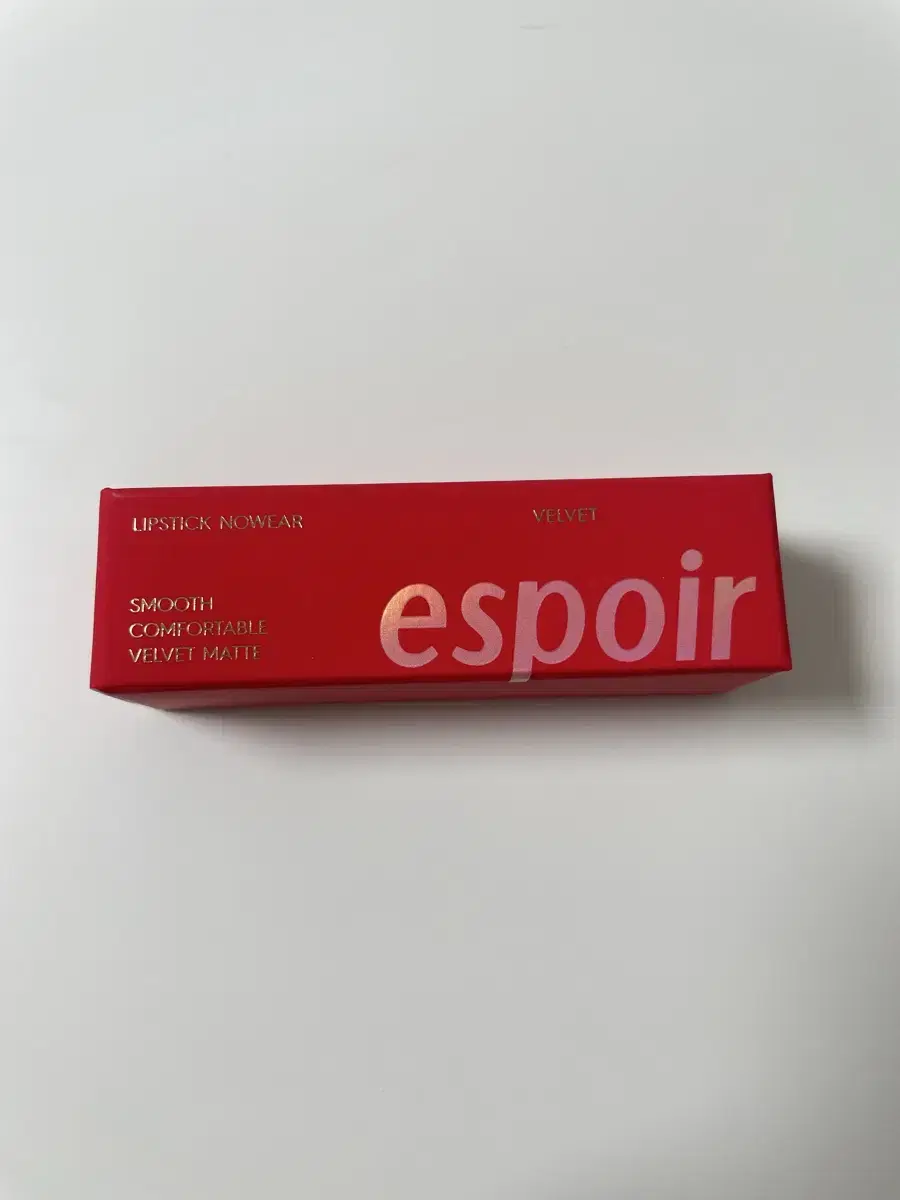 LIPSTICK NOWEAR
VELVET
SMOOTH
COMFORTABLE
VELVET MATTE
espoir